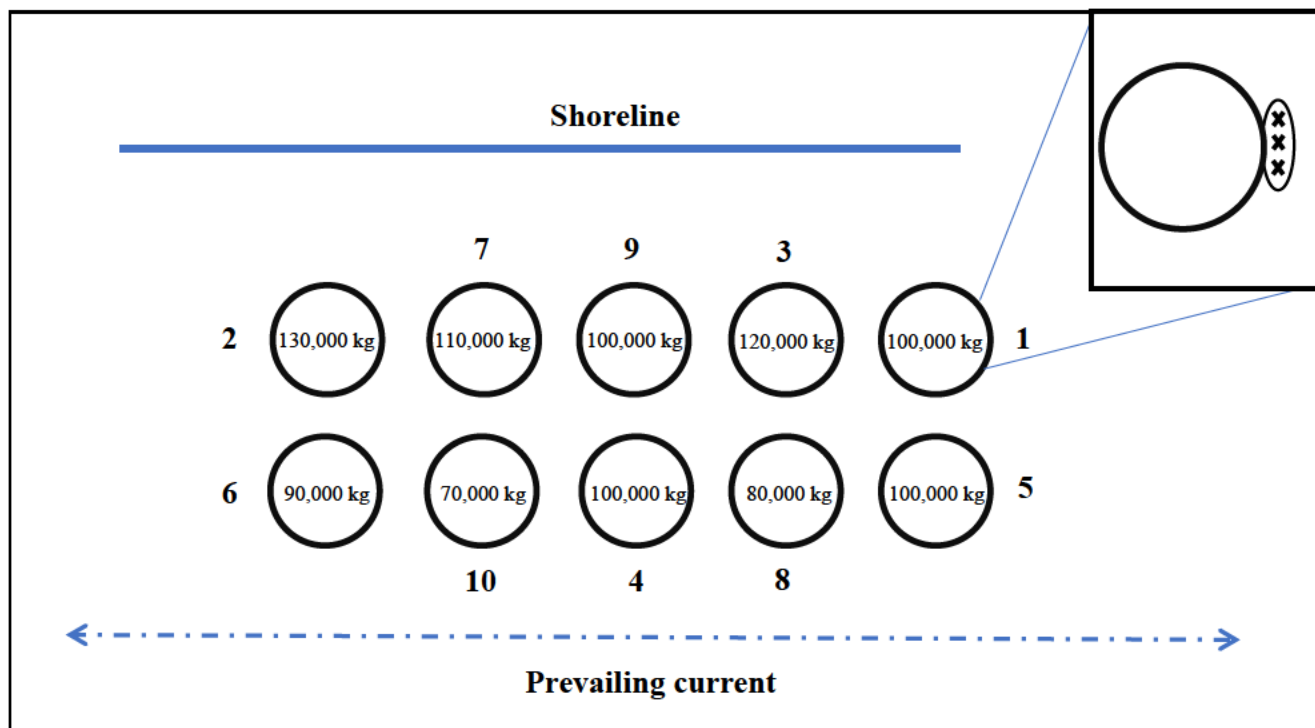 Shoreline
7 9 3
2 130,000 kg 110,000 kg 100,000 kg 120,000 kg 100,000 kg 1
6 90,000 kg 70,000 kg 100,000 kg 80,000 kg 100,000 kg 5
10 4 8
Prevailing current